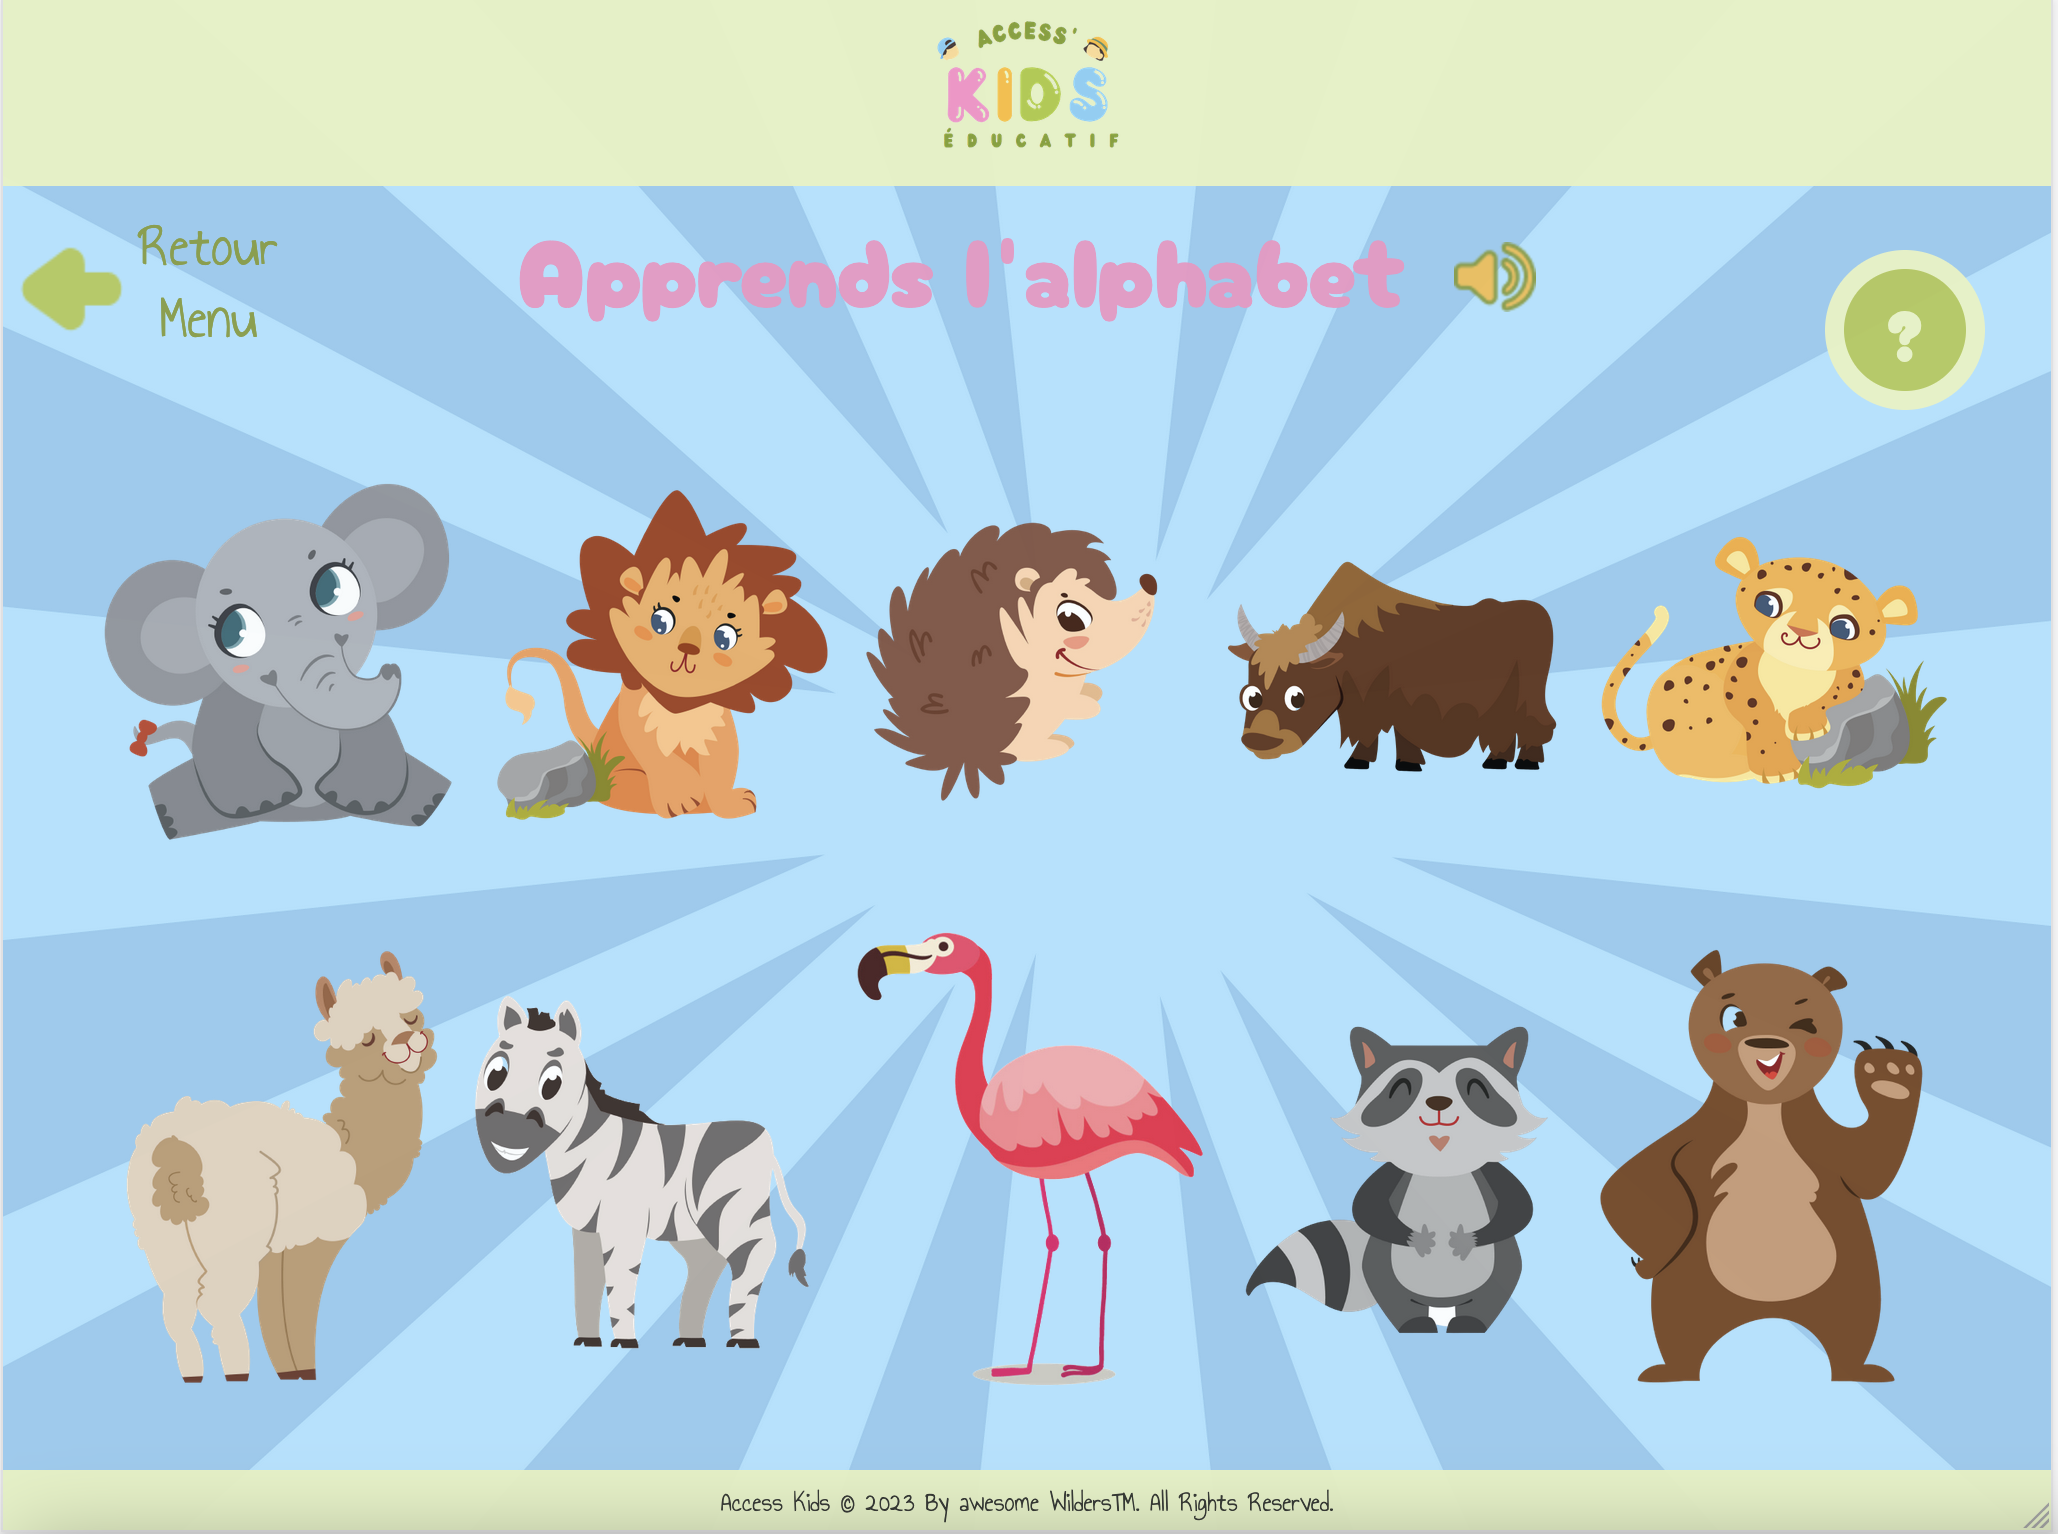 ACCESS'
KIDS
ÉDUCATIF
Retour
Menu
Apprends l'alphabet
?
Access Kids © 2023 By awesome WildersTM. All Rights Reserved.